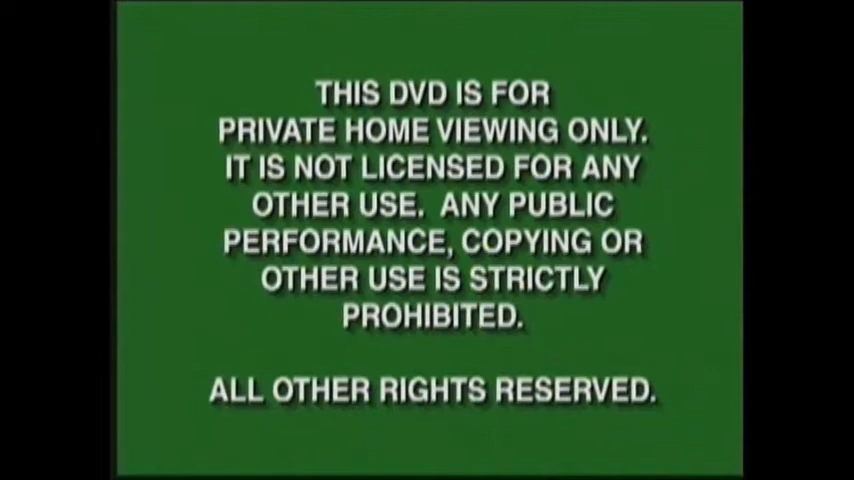 THIS DVD IS FOR
PRIVATE HOME VIEWING ONLY.
IT IS NOT LICENSED FOR ANY
OTHER USE.  ANY PUBLIC
PERFORMANCE, COPYING OR
OTHER USE IS STRICTLY
PROHIBITED.
ALL OTHER RIGHTS RESERVED.